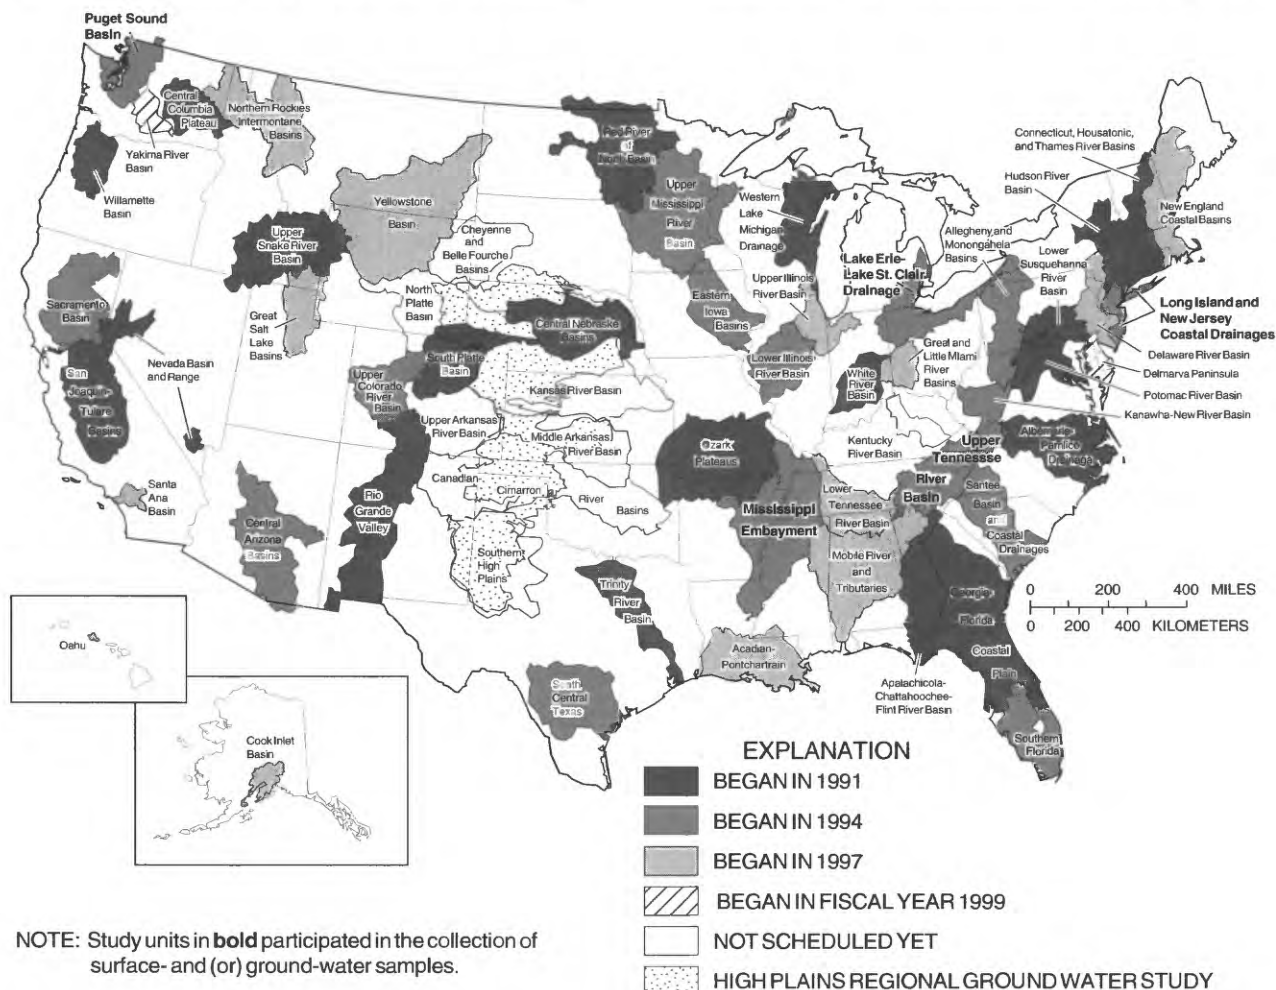 Puget Sound
Basin
Central
Columbia
Plateau
Northern Rockies
Intermontane
Basins
Yakima River
Basin
Willamette
Basin
Yellowstone
Basin
Upper
Snake River
Basin
Cheyenne
and
Belle Fourche
Basins
Red River
of
North Basin
Upper
Mississippi
River
Basin
Western
Lake
Michigan
Drainage
Connecticut, Housatonic,
and Thames River Basins
Hudson River
Basin
New England
Coastal Basins
Allegheny and
Monongahela
Basins
Lower
Susquehanna
River
Basin
Lake Erie-
Lake St. Clair
Drainage
Long Island and
New Jersey
Coastal Drainages
Sacramento
Basin
Great
Salt
Lake
Basins
North
Platte
Basin
Central Nebraska
Basins
Eastern
Iowa
Basins
Upper Illinois
River Basin
Lower Illinois
River Basin
Great and
Little Miami
River
Basins
White
River
Basin
Delaware River Basin
Delmarva Paninsula
Potomac River Basin
Kanawha-New River Basin
Nevada Basin
and Range
San
Joaquin-
Tulare
Basins
South Platte
Basin
Upper
Colorado
River
Basin
Kansas River Basin
Upper Arkansas
River Basin
Middle Arkansas
River Basin
Ozark
Plateaus
Kentucky
River Basin
Upper
Tennessee
River
Basin
Albemarle-
Pamlico
Drainage
Santa
Ana
Basin
Central
Arizona
Basins
Rio
Grande
Valley
Canadian-
Cimarron
River
Basins
Southern
High
Plains
Mississippi
Embayment
Lower
Tennessee
River Basin
Mobile River
and
Tributaries
Santee
Basin
and
Coastal
Drainages
Trinity
River
Basin
Acadian-
Pontchartrain
South
Central
Texas
Georgia
Florida
Coastal
Plain
Apalachicola-
Chattahoochee-
Flint River Basin
Southern
Florida
0 200 400 MILES
0 200 400 KILOMETERS
Oahu
Cook Inlet
Basin
EXPLANATION
BEGAN IN 1991
BEGAN IN 1994
BEGAN IN 1997
BEGAN IN FISCAL YEAR 1999
NOT SCHEDULED YET
HIGH PLAINS REGIONAL GROUND WATER STUDY
NOTE: Study units in bold participated in the collection of
surface- and (or) ground-water samples.